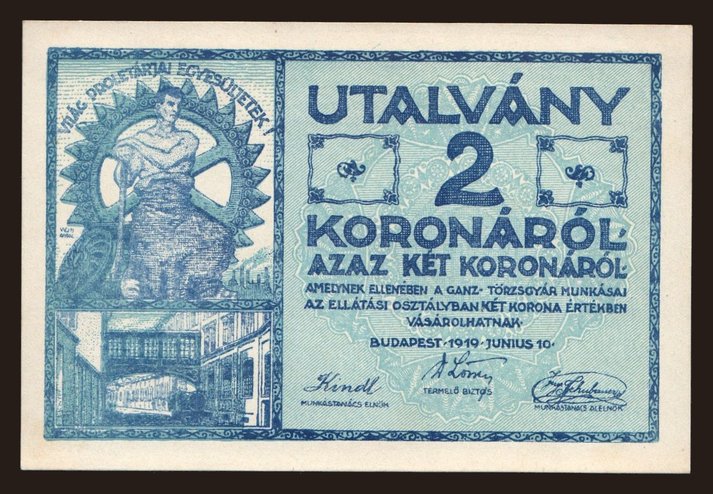 VILÁG PROLETÁRJAI EGYESÜLJETEK!
UTALVÁNY
2
KORONÁRÓL
AZAZ KÉT KORONÁRÓL
AMELYNEK ELLENÉBEN A GANZ- TÖRZSGYÁR MUNKÁSAI
AZ ELLÁTÁSI OSZTÁLYBAN KÉT KORONA ÉRTÉKBEN
VÁSÁROLHATNAK.
BUDAPEST. 1919. JUNIUS 10.
Kindl
MUNKÁSTANÁCS ELNÖK
TERMELŐ BIZTOS
MUNKÁSTANÁCS ALELNÖK